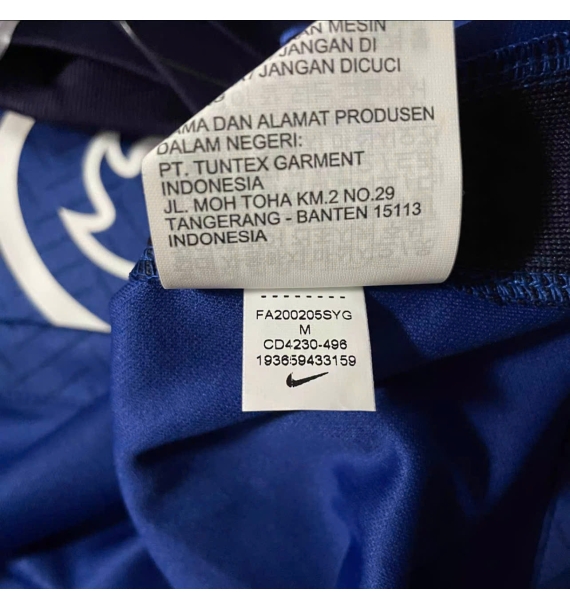 MESIN
JANGAN DI
JANGAN DICUCI
DAN ALAMAT PRODUSEN
DALAM NEGERI:
PT. TUNTEX GARMENT
INDONESIA
JL. MOH TOHA KM.2 NO.29
TANGERANG - BANTEN 15113
INDONESIA
FA200205SYG
M
CD4230-496
193659433159